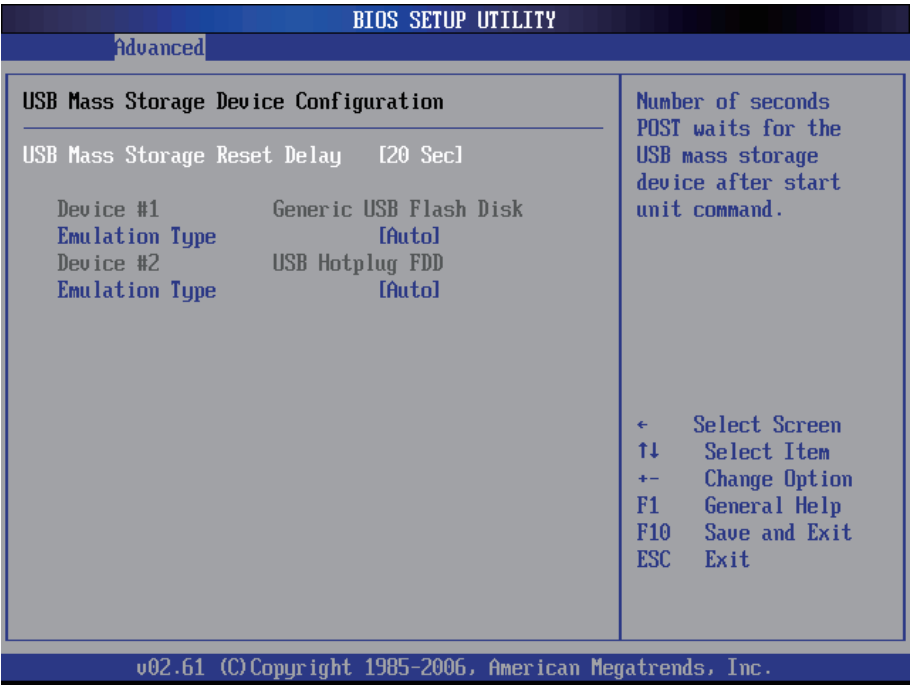 BIOS SETUP UTILITY
Advanced
USB Mass Storage Device Configuration
USB Mass Storage Reset Delay [20 Sec]
Device #1 Generic USB Flash Disk
Emulation Type [Auto]
Device #2 USB Hotplug FDD
Emulation Type [Auto]
Number of seconds
POST waits for the
USB mass storage
device after start
unit command.
← Select Screen
↑↓ Select Item
+- Change Option
F1 General Help
F10 Save and Exit
ESC Exit
v02.61 (C)Copyright 1985-2006, American Megatrends, Inc.